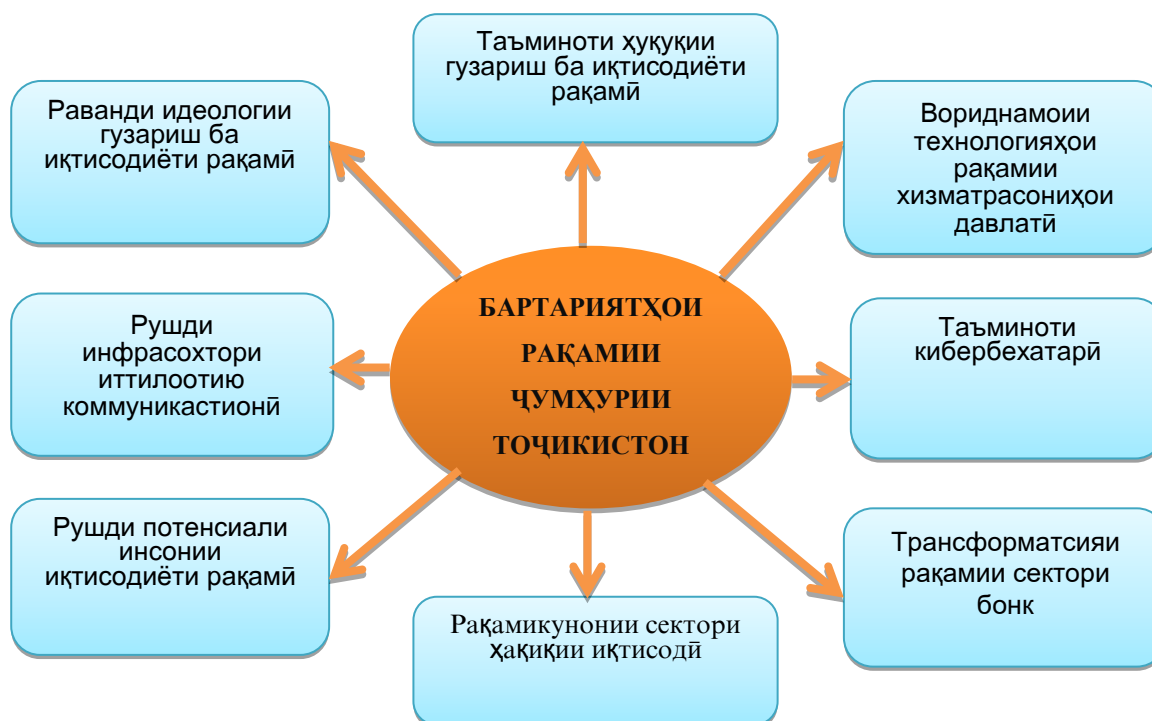 Таъминоти ҳуқуқии
гузариш ба иқтисодиёти
рақамӣ
Раванди идеологии
гузариш ба
иқтисодиёти рақамӣ
Вориднамоии
технологияҳои
рақамии
хизматрасониҳои
давлатӣ
БАРТАРИЯТҲОИ
РАҚАМИИ
ҶУМҲУРИИ
ТОҶИКИСТОН
Рушди
инфрасохтори
иттилоотию
коммуникастионӣ
Таъминоти
кибербехатарӣ
Рушди потенсиали
инсонии
иқтисодиёти рақамӣ
Рақамикунонии сектори
ҳақиқии иқтисодӣ
Трансформатсияи
рақамии сектори
бонк